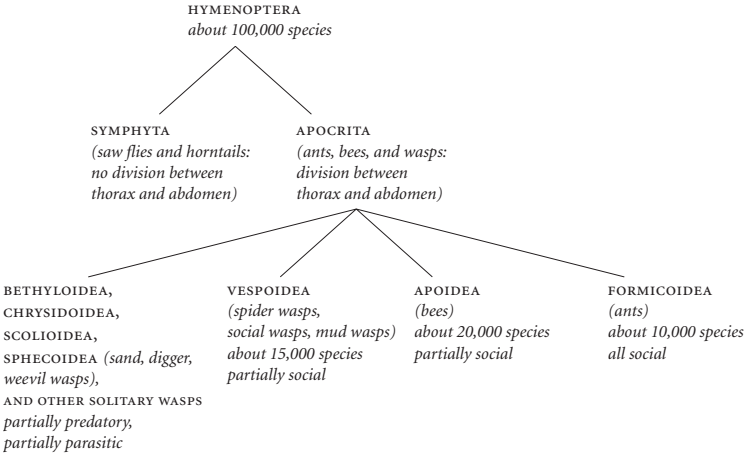 HYMENOPTERA
about 100,000 species
SYMPHYTA
(saw flies and horntails:
no division between
thorax and abdomen)
APOCRITA
(ants, bees, and wasps:
division between
thorax and abdomen)
BETHYLOIDEA,
CHRYSIDOIDEA,
SCOLIOIDEA,
SPHECOIDEA (sand, digger,
weevil wasps),
AND OTHER SOLITARY WASPS
partially predatory,
partially parasitic
VESPOIDEA
(spider wasps,
social wasps, mud wasps)
about 15,000 species
partially social
APOIDEA
(bees)
about 20,000 species
partially social
FORMICOIDEA
(ants)
about 10,000 species
all social